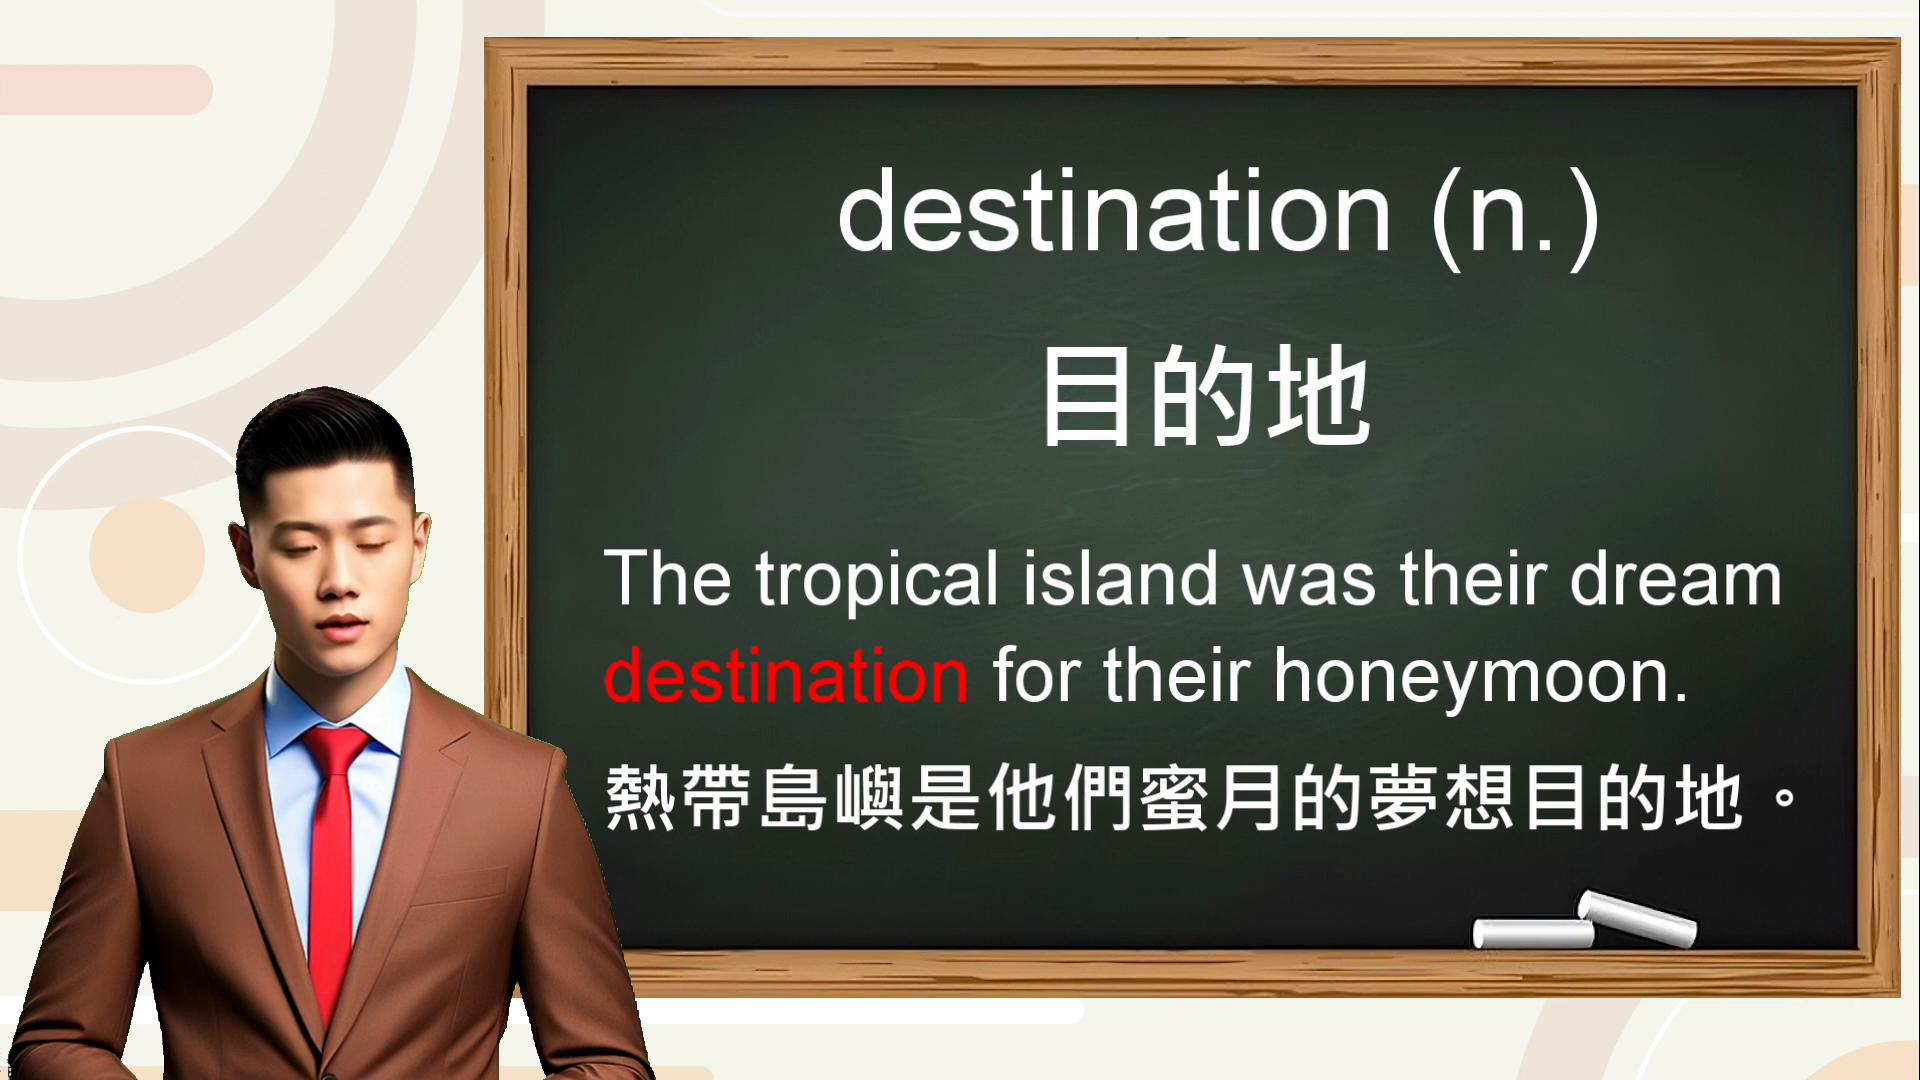 destination (n.)
目的地
The tropical island was their dream
destination for their honeymoon.
熱帶島嶼是他們蜜月的夢想目的地。